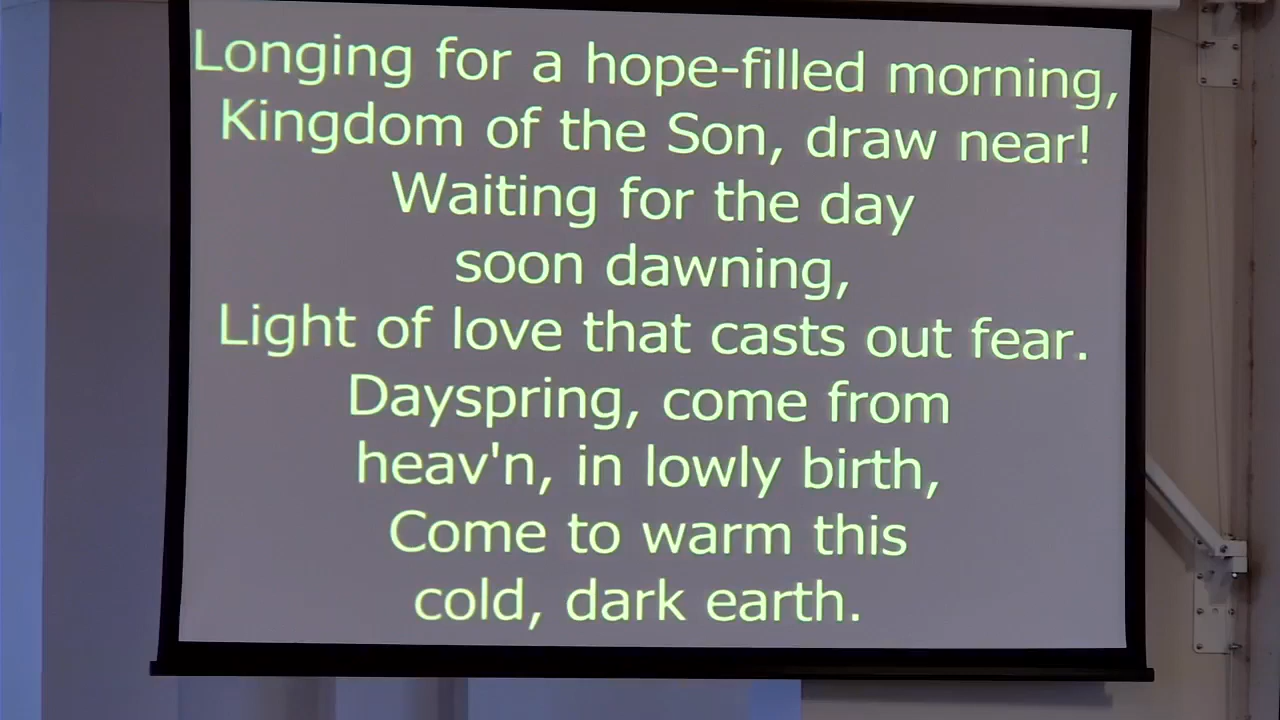 Longing for a hope-filled morning,
Kingdom of the Son, draw near!
Waiting for the day
soon dawning,
Light of love that casts out fear.
Dayspring, come from
heav'n, in lowly birth,
Come to warm this
cold, dark earth.